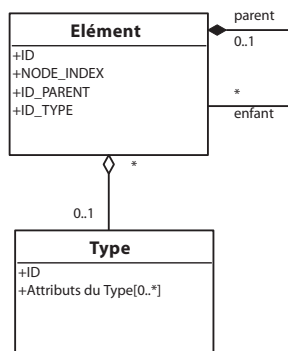 parent
Elément
0..1
+ID
+NODE_INDEX
+ID_PARENT
*
+ID_TYPE
enfant
*
0..1
Type
+ID
+Attributs du Type[0..*]